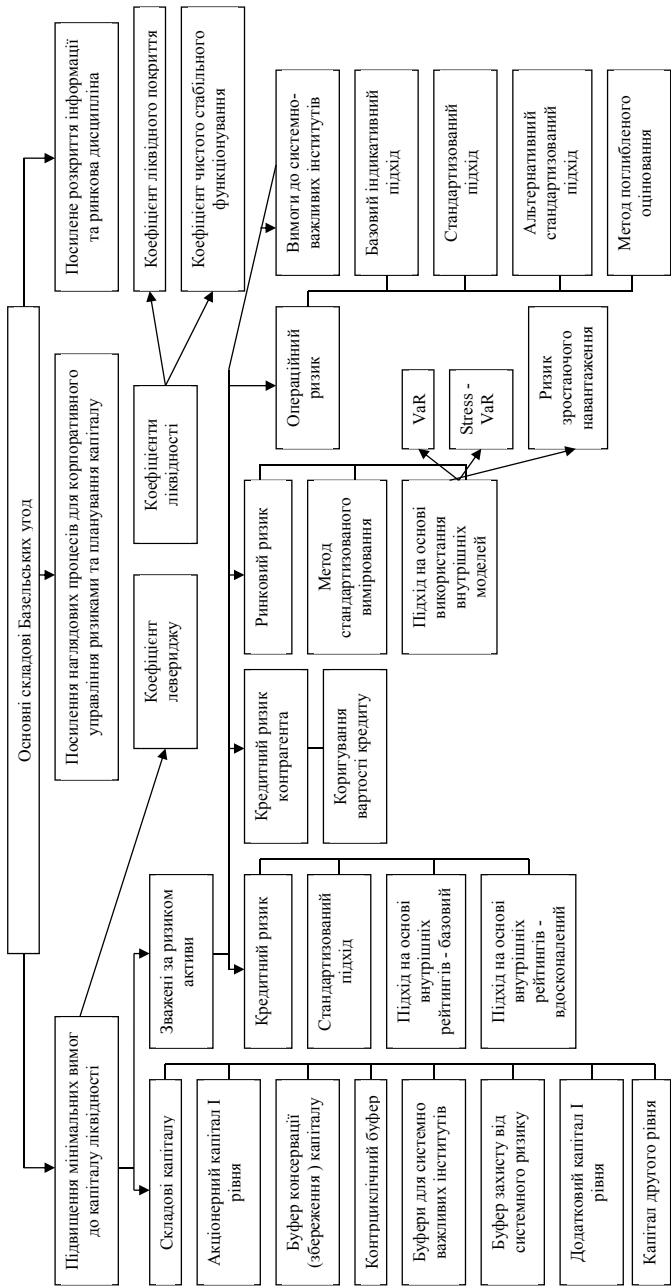 Основні складові Базельських угод
Підвищення мінімальних вимог
до капіталу ліквідності
Посилення наглядових процесів для корпоративного
управління ризиками та планування капіталу
Посилене розкриття інформації
та ринкова дисципліна
Зважені за ризиком
активи
Коефіцієнт
левериджу
Коефіцієнти
ліквідності
Коефіцієнт ліквідного покриття
Коефіцієнт чистого стабільного
функціонування
Складові капіталу
Акціонерний капітал I
рівня
Буфер консервації
(збереження ) капіталу
Контрциклічний буфер
Буфери для системно
важливих інститутів
Буфер захисту від
системного ризику
Додатковий капітал I
рівня
Капітал другого рівня
Кредитний ризик
Стандартизований
підхід
Підхід на основі
внутрішніх
рейтингів - базовий
Підхід на основі
внутрішніх
рейтингів -
вдосконалений
Кредитний ризик
контрагента
Коригування
вартості кредиту
Ринковий ризик
Метод
стандартизованого
вимірювання
Підхід на основі
використання
внутрішніх
моделей
VaR
Stress -
VaR
Ризик
зростаючого
навантаження
Операційний
ризик
Вимоги до системно-
важливих інститутів
Базовий індикативний
підхід
Стандартизований
підхід
Альтернативний
стандартизований
підхід
Метод поглибленого
оцінювання